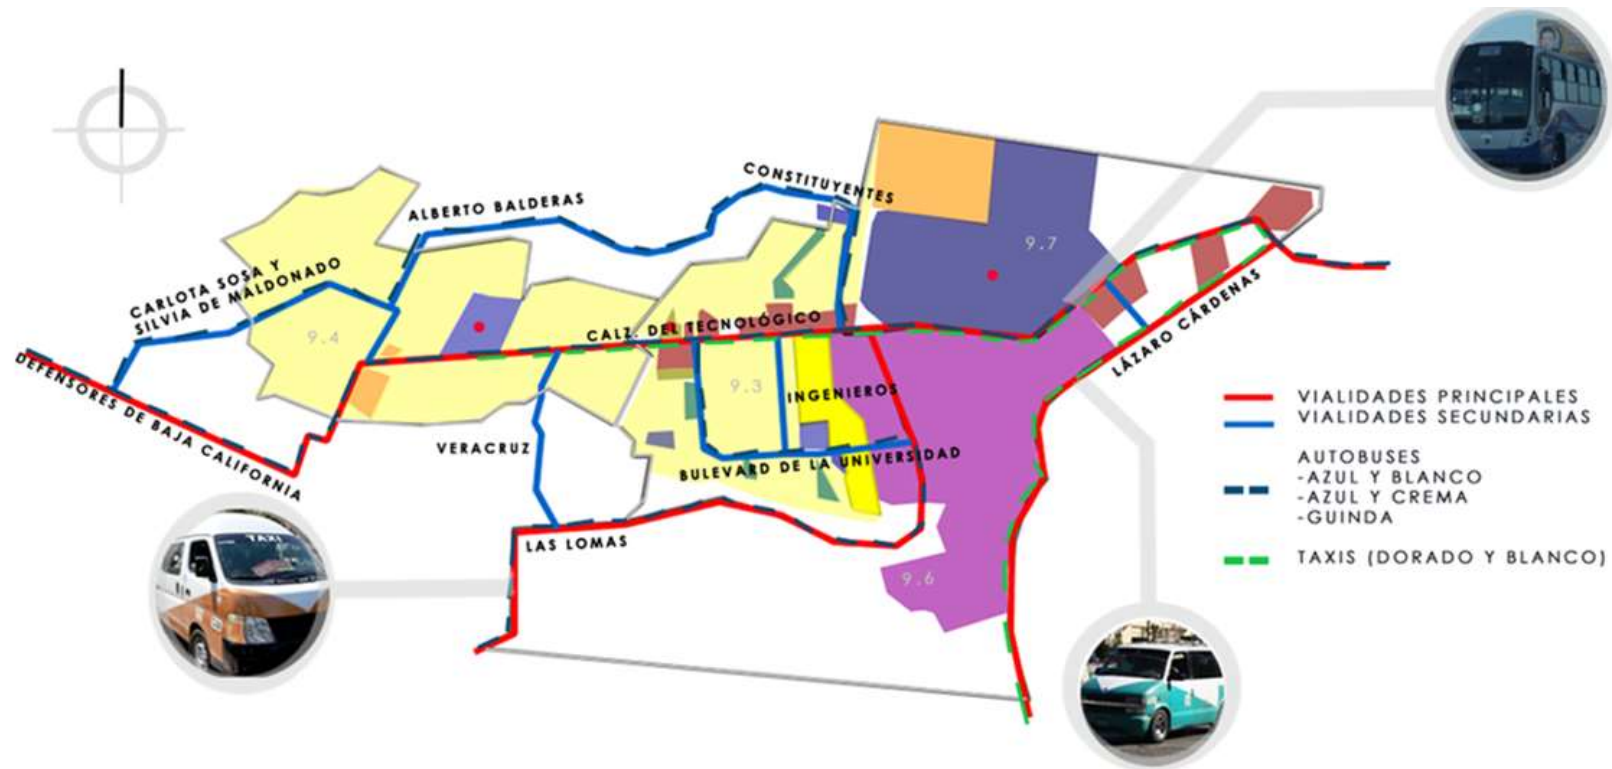 CONSTITUYENTES
ALBERTO BALDERAS
CARLOTA SOSA Y
SILVIA DE MALDONADO
9.7
9.4
CALZ. DEL TECNOLÓGICO
LÁZARO CÁRDENAS
DEFENSORES DE BAJA CALIFORNIA
9.3
INGENIEROS
VERACRUZ
BULEVARD DE LA UNIVERSIDAD
LAS LOMAS
9.6
TAXI
VIALIDADES PRINCIPALES
VIALIDADES SECUNDARIAS
AUTOBUSES
-AZUL Y BLANCO
-AZUL Y CREMA
-GUINDA
TAXIS (DORADO Y BLANCO)